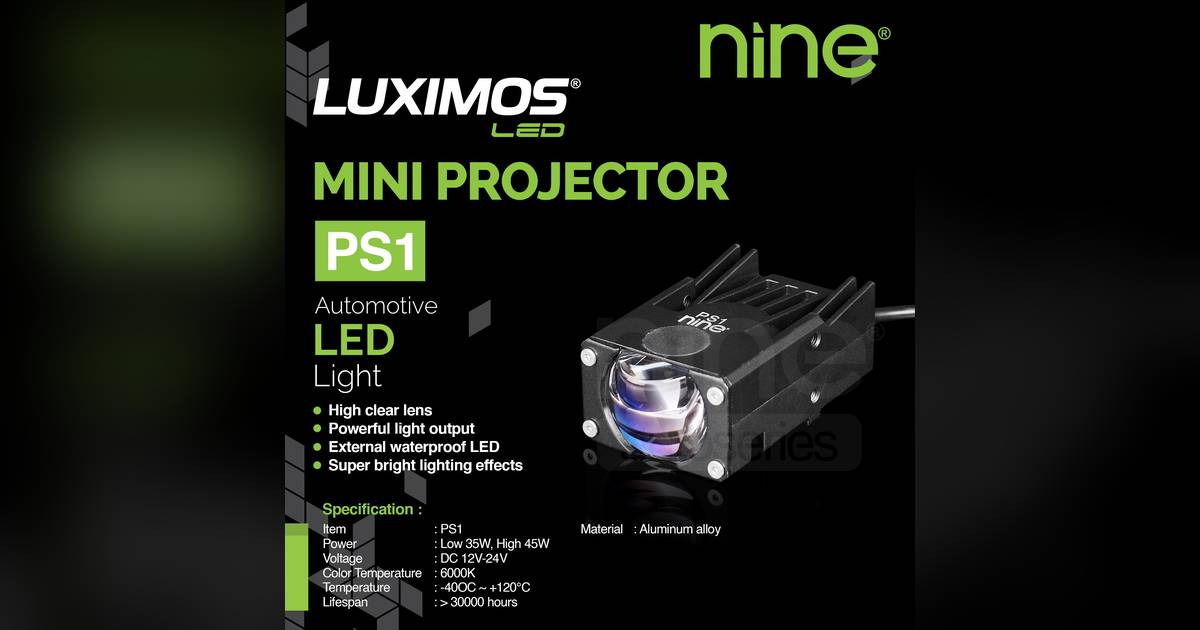 nine®
LUXIMOS®
LED
MINI PROJECTOR
PS1
Automotive
LED
Light
High clear lens
Powerful light output
External waterproof LED
Super bright lighting effects
PS1
nine®
nine®
series
Specification :
Item : PS1
Power : Low 35W, High 45W
Voltage : DC 12V-24V
Color Temperature : 6000K
Temperature : -40OC ~ +120°C
Lifespan : > 30000 hours
Material : Aluminum alloy